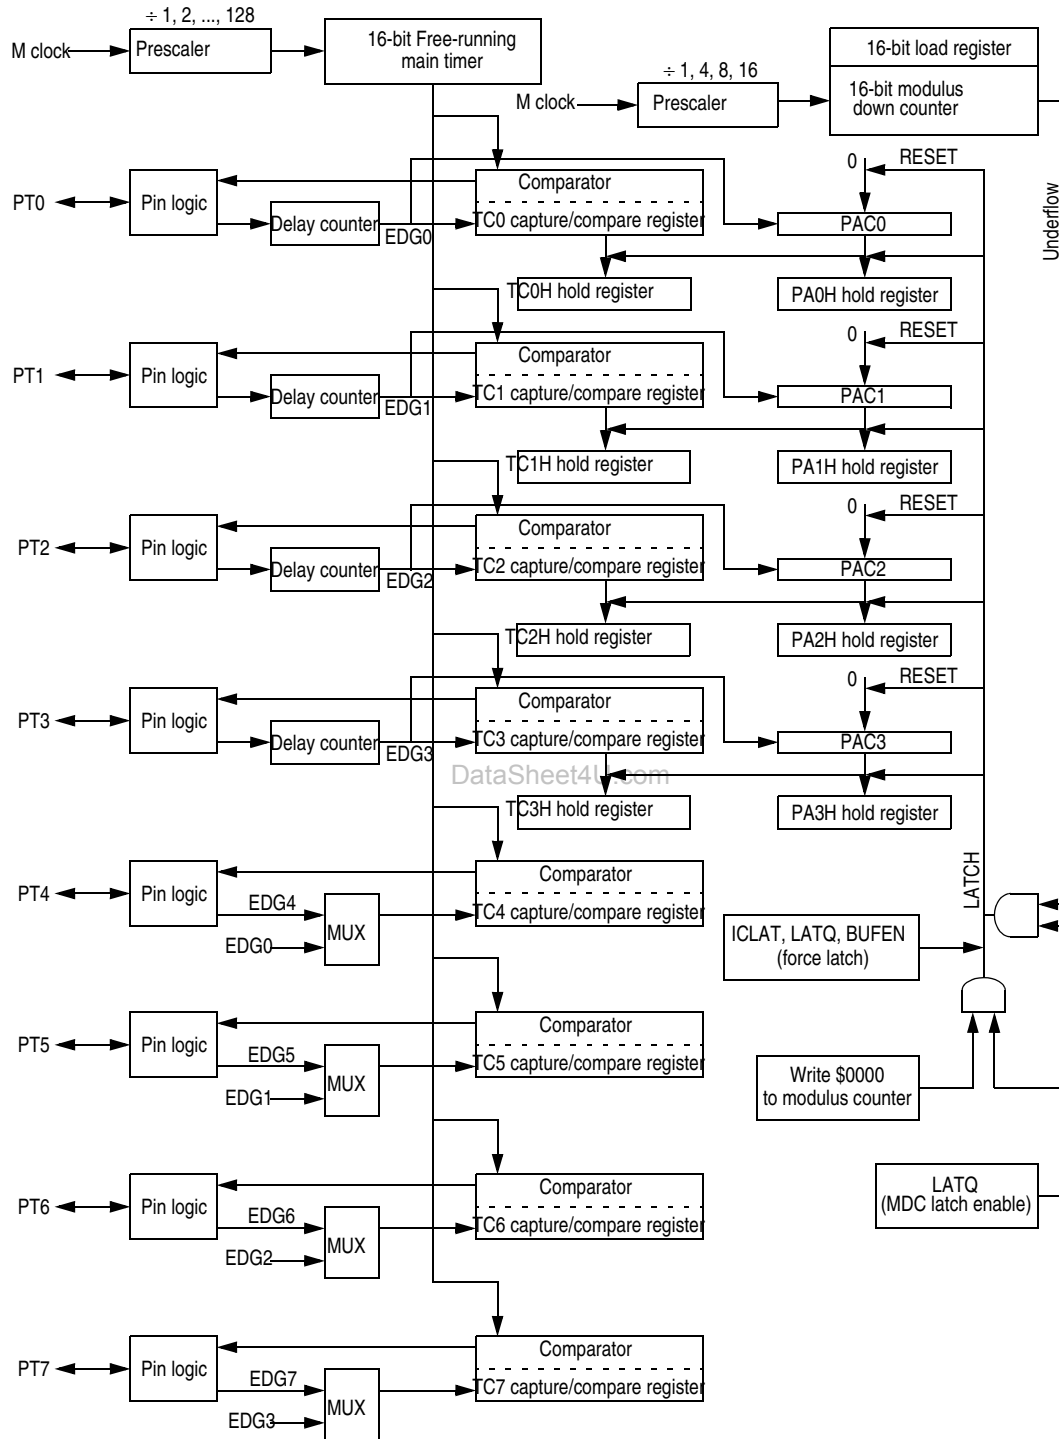 ÷ 1, 2, ..., 128
M clock
Prescaler
16-bit Free-running
main timer
÷ 1, 4, 8, 16
M clock
Prescaler
16-bit load register
16-bit modulus
down counter
Underflow
PT0
Pin logic
Delay counter
EDG0
Comparator
TC0 capture/compare register
TC0H hold register
0
RESET
PAC0
PA0H hold register
PT1
Pin logic
Delay counter
EDG1
Comparator
TC1 capture/compare register
TC1H hold register
0
RESET
PAC1
PA1H hold register
PT2
Pin logic
Delay counter
EDG2
Comparator
TC2 capture/compare register
TC2H hold register
0
RESET
PAC2
PA2H hold register
PT3
Pin logic
Delay counter
EDG3
Comparator
TC3 capture/compare register
TC3H hold register
0
RESET
PAC3
PA3H hold register
DataSheet4U.com
PT4
Pin logic
EDG4
EDG0
MUX
Comparator
TC4 capture/compare register
LATCH
ICLAT, LATQ, BUFEN
(force latch)
PT5
Pin logic
EDG5
EDG1
MUX
Comparator
TC5 capture/compare register
Write $0000
to modulus counter
PT6
Pin logic
EDG6
EDG2
MUX
Comparator
TC6 capture/compare register
LATQ
(MDC latch enable)
PT7
Pin logic
EDG7
EDG3
MUX
Comparator
TC7 capture/compare register